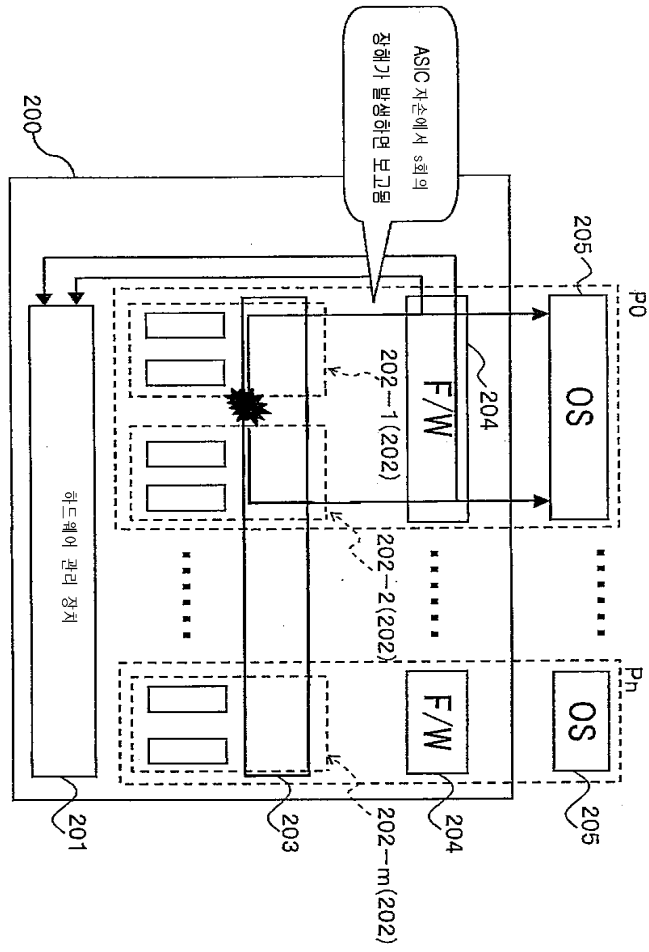 ASIC 자손에서 s회의
장해가 발생하면 보고됨
200
P0
205
OS
204
F/W
202—1(202)
202—2(202)
Pn
OS
205
F/W
204
203
202—m(202)
하드웨어 관리 장치
201